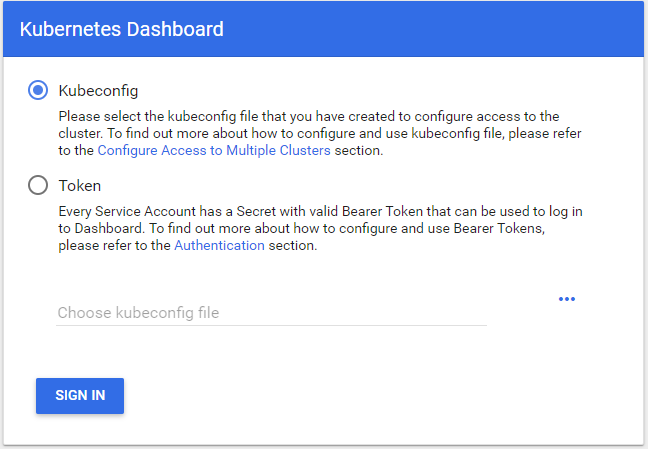 Kubernetes Dashboard
Kubeconfig
Please select the kubeconfig file that you have created to configure access to the
cluster. To find out more about how to configure and use kubeconfig file, please refer
to the Configure Access to Multiple Clusters section.
Token
Every Service Account has a Secret with valid Bearer Token that can be used to log in
to Dashboard. To find out more about how to configure and use Bearer Tokens,
please refer to the Authentication section.
Choose kubeconfig file
SIGN IN